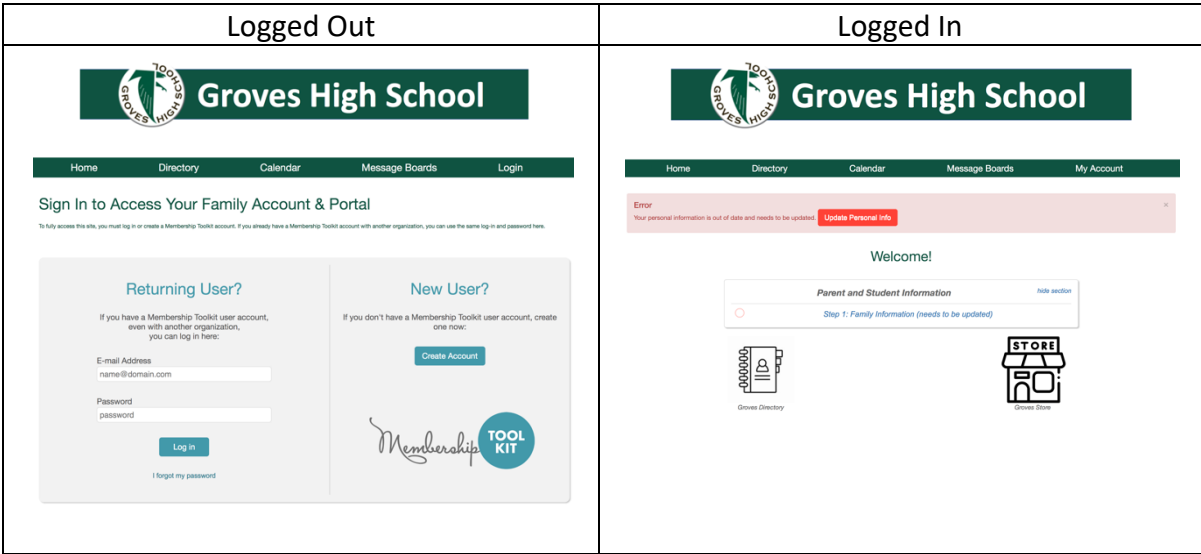 Logged Out
GROVES HIGH SCHOOL
Groves High School
Home Directory Calendar Message Boards Login
Sign In to Access Your Family Account & Portal
To fully access this site, you must log in or create a Membership Toolkit account. If you already have a Membership Toolkit account with another organization, you can use the same log-in and password here.
Returning User?
If you have a Membership Toolkit user account,
even with another organization,
you can log in here:
E-mail Address
name@domain.com
Password
password
Log in
I forgot my password
New User?
If you don't have a Membership Toolkit user account, create
one now:
Create Account
Membership TOOL
KIT
Logged In
GROVES HIGH SCHOOL
Groves High School
Home Directory Calendar Message Boards My Account
Error ×
Your personal information is out of date and needs to be updated. Update Personal Info
Welcome!
Parent and Student Information hide section
Step 1: Family Information (needs to be updated)
Groves Directory
STORE
Groves Store